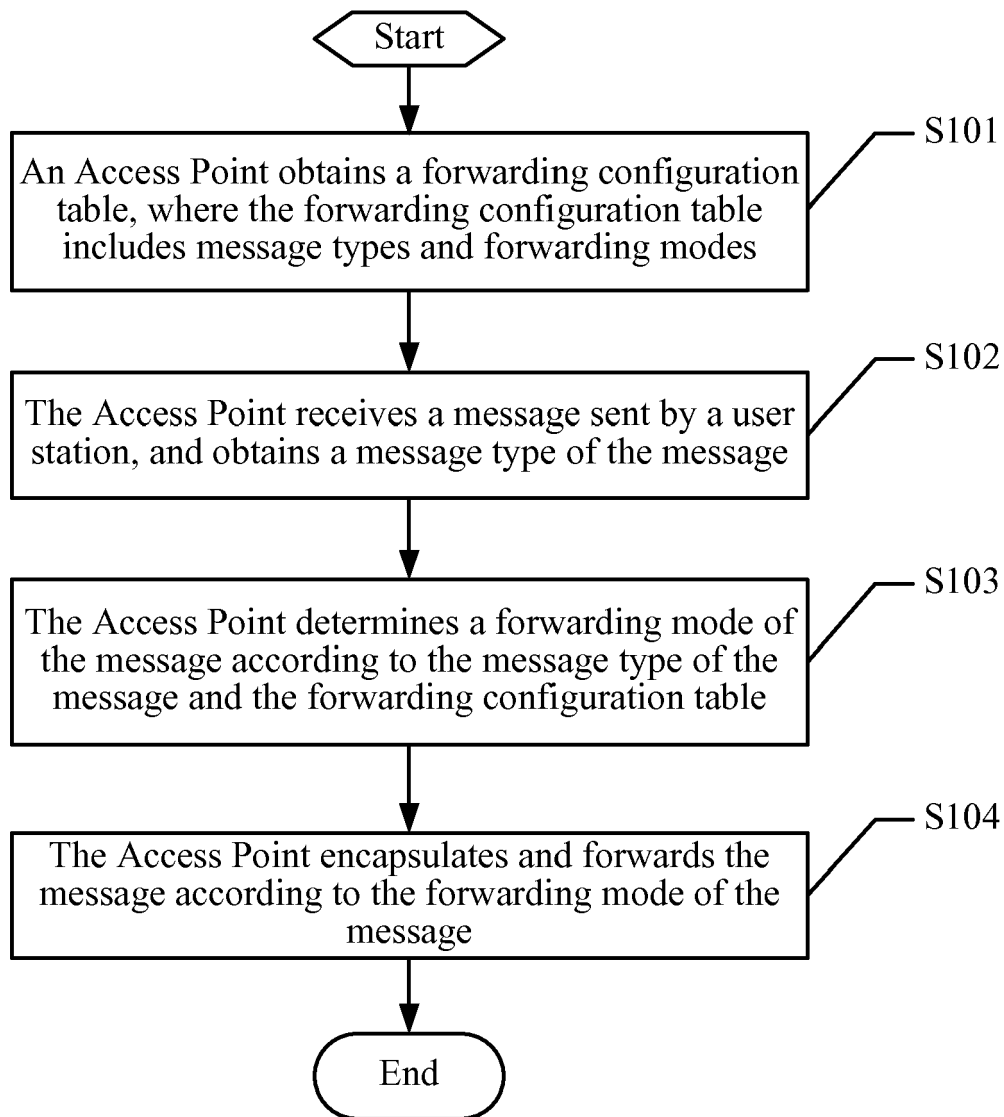 Start
S101
An Access Point obtains a forwarding configuration
table, where the forwarding configuration table
includes message types and forwarding modes
S102
The Access Point receives a message sent by a user
station, and obtains a message type of the message
S103
The Access Point determines a forwarding mode of
the message according to the message type of the
message and the forwarding configuration table
S104
The Access Point encapsulates and forwards the
message according to the forwarding mode of the
message
End